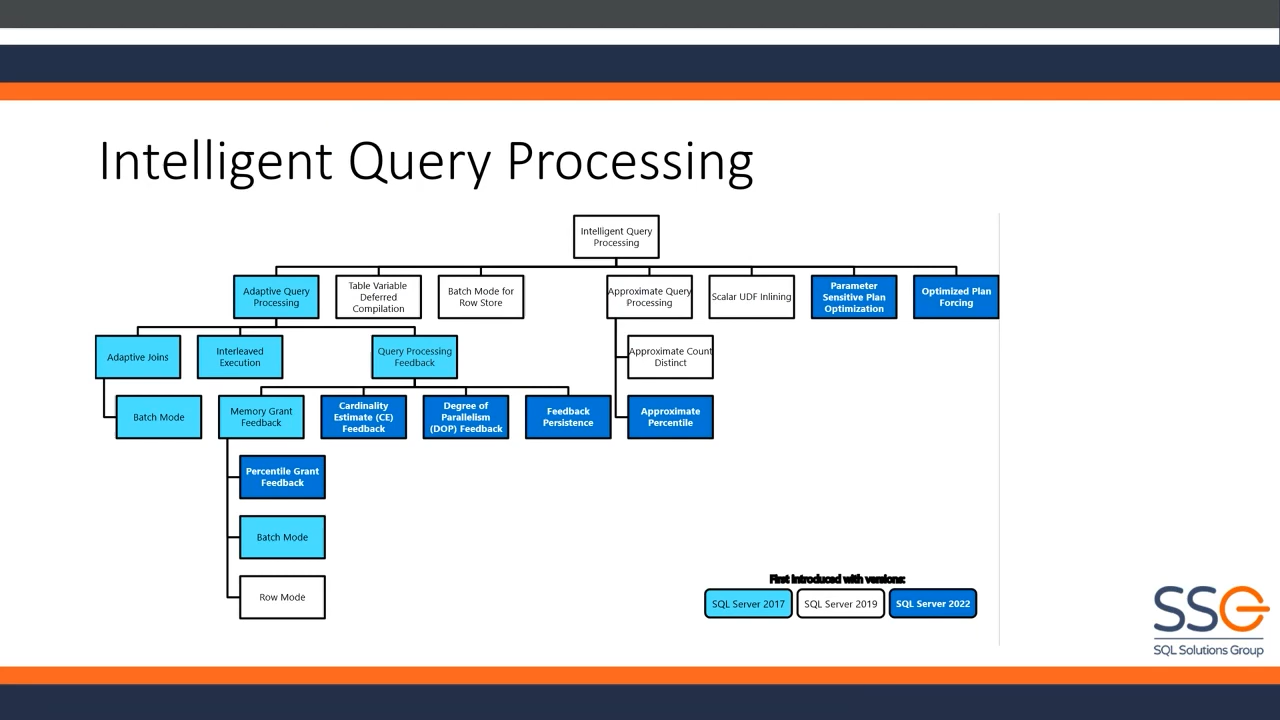 Intelligent Query Processing
Intelligent Query
Processing
Adaptive Query
Processing
Table Variable
Deferred
Compilation
Batch Mode for
Row Store
Approximate Query
Processing
Scalar UDF Inlining
Parameter
Sensitive Plan
Optimization
Optimized Plan
Forcing
Adaptive Joins
Interleaved
Execution
Query Processing
Feedback
Approximate Count
Distinct
Batch Mode
Memory Grant
Feedback
Cardinality
Estimate (CE)
Feedback
Degree of
Parallelism
(DOP) Feedback
Feedback
Persistence
Approximate
Percentile
Percentile Grant
Feedback
Batch Mode
Row Mode
First introduced with versions:
SQL Server 2017
SQL Server 2019
SQL Server 2022
SSG
SQL Solutions Group